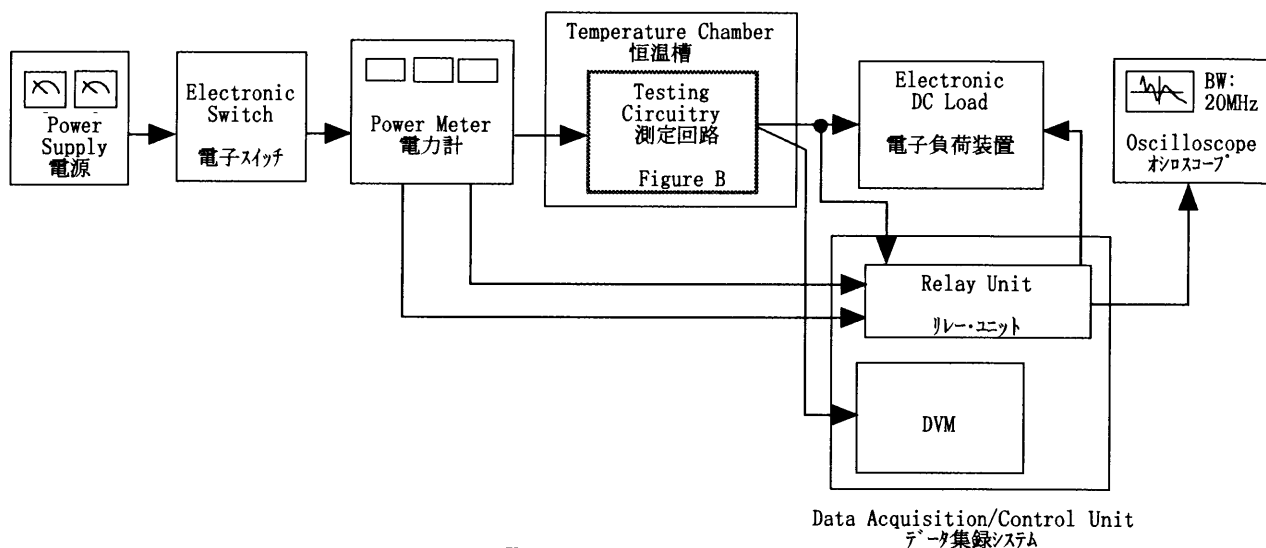 Power
Supply
電源
Electronic
Switch
電子スイッチ
Power Meter
電力計
Temperature Chamber
恒温槽
Testing
Circuitry
測定回路
Figure B
Electronic
DC Load
電子負荷装置
BW:
20MHz
Oscilloscope
オシロスコープ
Relay Unit
リレー・ユニット
DVM
Data Acquisition/Control Unit
データ集録システム